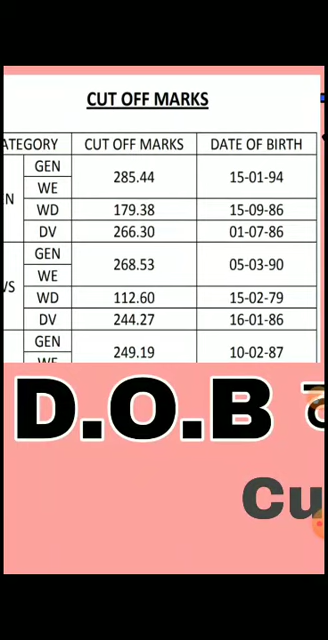 CUT OFF MARKS
ATEGORY CUT OFF MARKS DATE OF BIRTH
N GEN 285.44 15-01-94
WE
WD 179.38 15-09-86
DV 266.30 01-07-86
WS GEN 268.53 05-03-90
WE
WD 112.60 15-02-79
DV 244.27 16-01-86
GEN 249.19 10-02-87
WE
D.O.B
Cu